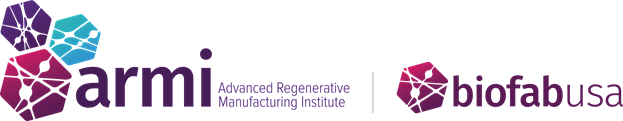 armi
Advanced Regenerative
Manufacturing Institute
biofabusa